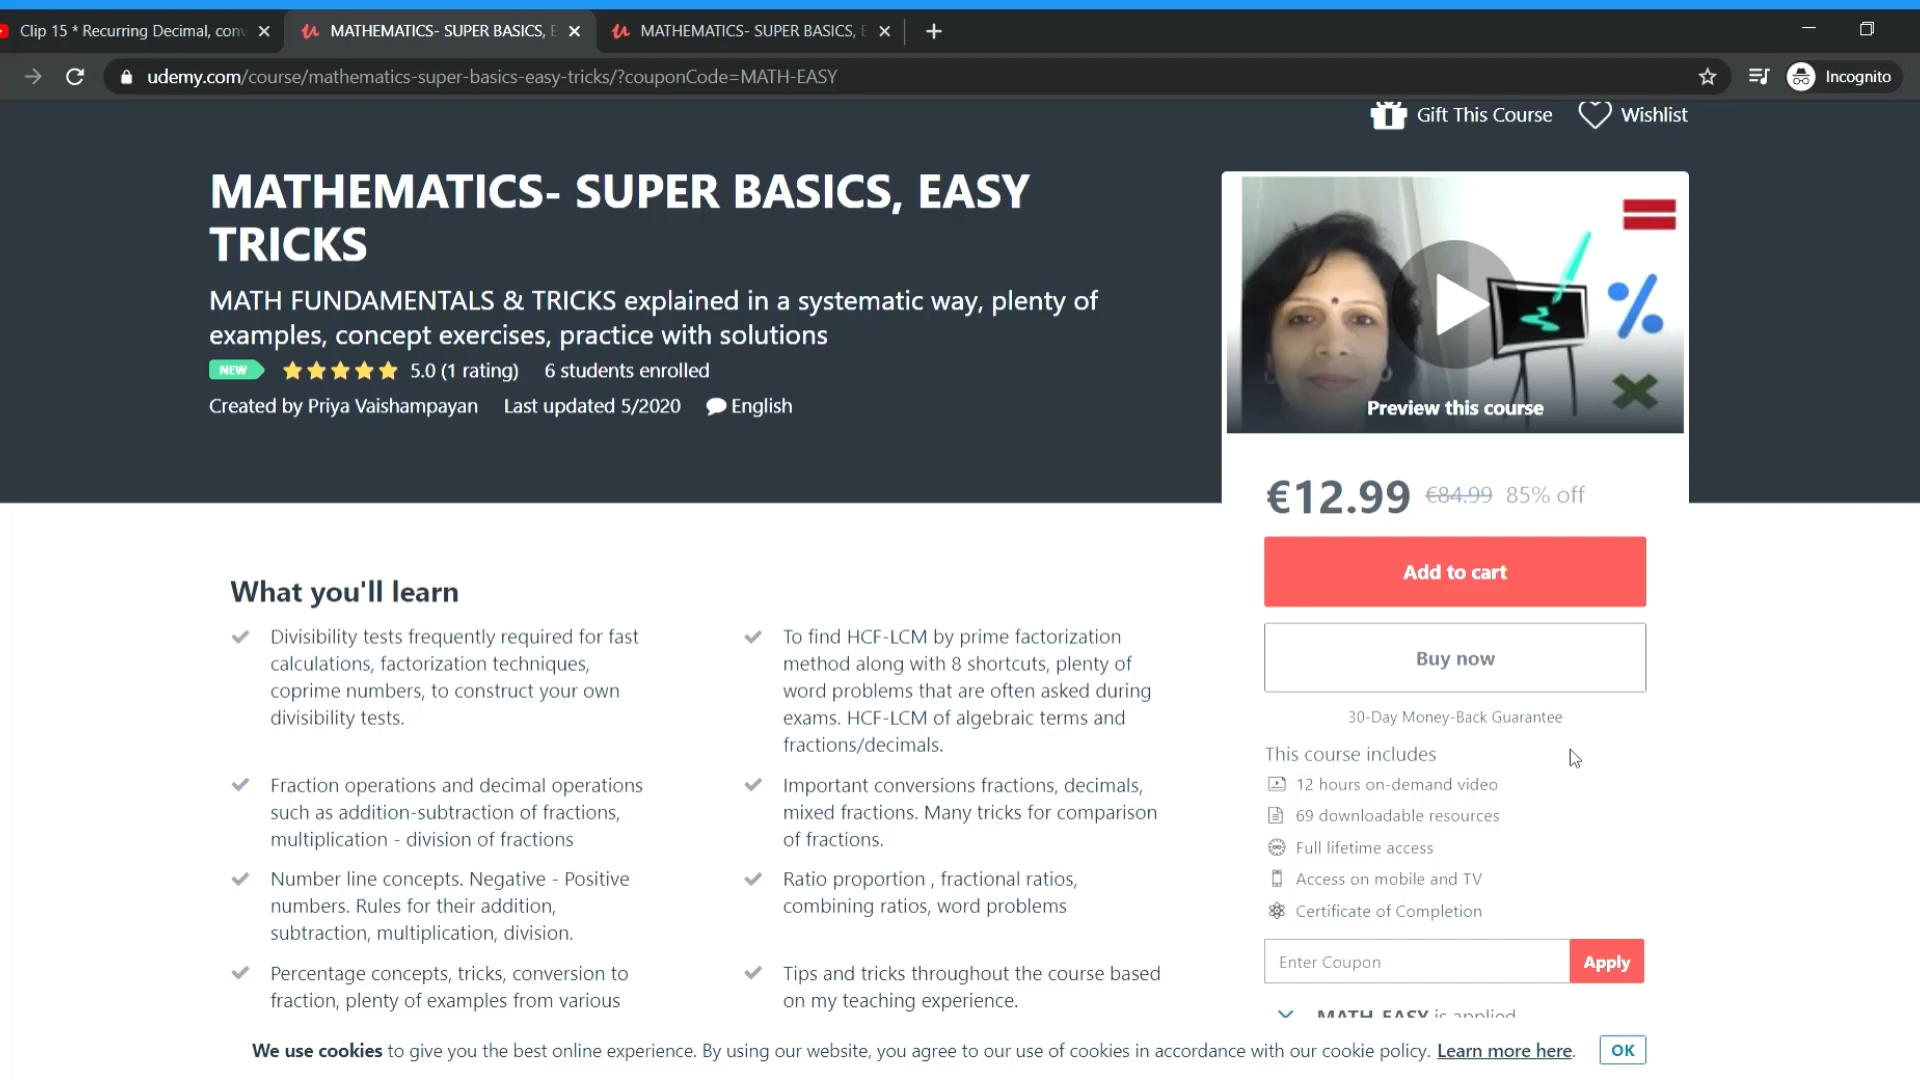 Clip 15 * Recurring Decimal, conv
MATHEMATICS- SUPER BASICS, E
MATHEMATICS- SUPER BASICS, E
udemy.com/course/mathematics-super-basics-easy-tricks/?couponCode=MATH-EASY
Incognito
Gift This Course
Wishlist
MATHEMATICS- SUPER BASICS, EASY
TRICKS
MATH FUNDAMENTALS & TRICKS explained in a systematic way, plenty of
examples, concept exercises, practice with solutions
NEW
5.0 (1 rating)
6 students enrolled
Created by Priya Vaishampayan
Last updated 5/2020
English
Preview this course
€12.99 €84.99 85% off
Add to cart
Buy now
30-Day Money-Back Guarantee
This course includes
12 hours on-demand video
69 downloadable resources
Full lifetime access
Access on mobile and TV
Certificate of Completion
Enter Coupon
Apply
MATH-EASY is applied
What you'll learn
Divisibility tests frequently required for fast
calculations, factorization techniques,
coprime numbers, to construct your own
divisibility tests.
To find HCF-LCM by prime factorization
method along with 8 shortcuts, plenty of
word problems that are often asked during
exams. HCF-LCM of algebraic terms and
fractions/decimals.
Fraction operations and decimal operations
such as addition-subtraction of fractions,
multiplication - division of fractions
Important conversions fractions, decimals,
mixed fractions. Many tricks for comparison
of fractions.
Number line concepts. Negative - Positive
numbers. Rules for their addition,
subtraction, multiplication, division.
Ratio proportion , fractional ratios,
combining ratios, word problems
Percentage concepts, tricks, conversion to
fraction, plenty of examples from various
Tips and tricks throughout the course based
on my teaching experience.
We use cookies to give you the best online experience. By using our website, you agree to our use of cookies in accordance with our cookie policy. Learn more here.
OK